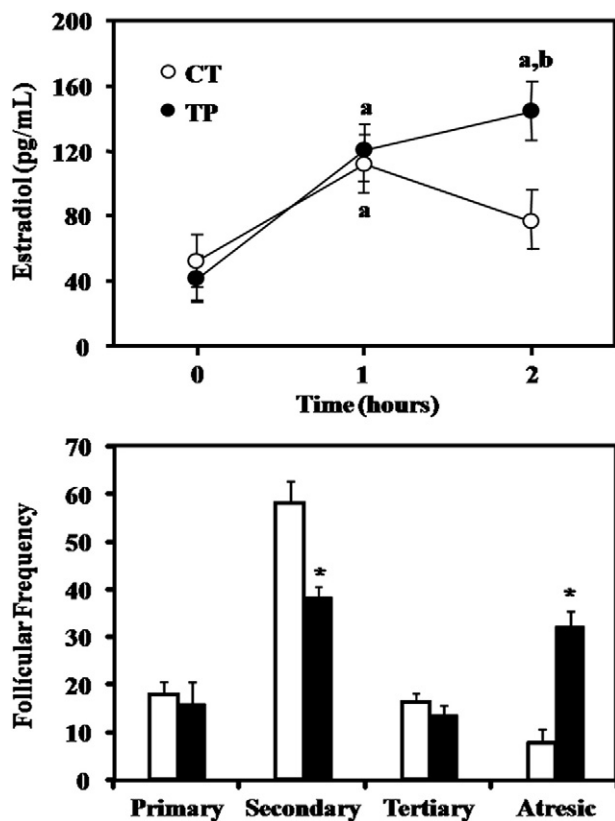 200
160
120
80
40
0
Estradiol (pg/mL)
CT
TP
a
a
a,b
0 1 2
Time (hours)
70
60
50
40
30
20
10
0
Follícular Frequency
*
*
Primary Secondary Tertiary Atresic